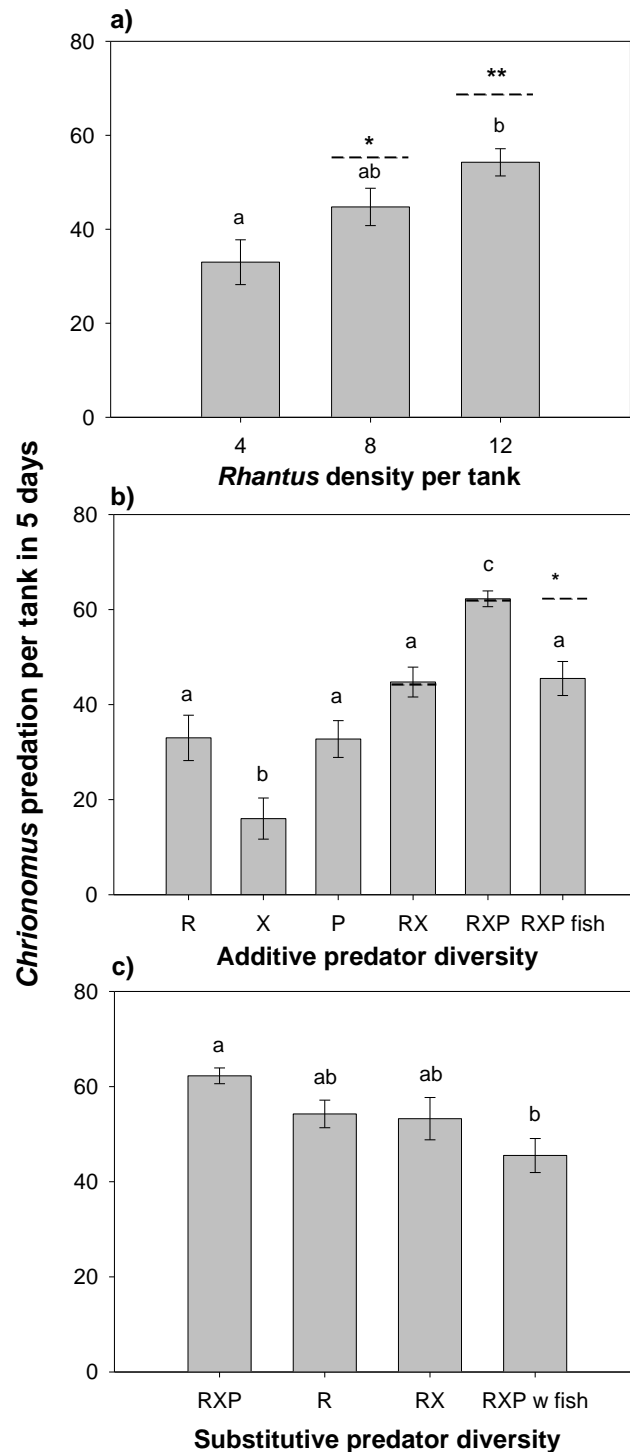 a)
80
60
40
20
0
**
*
b
ab
a
4 8 12
Rhantus density per tank
Chrionomus predation per tank in 5 days
b)
80
60
40
20
0
c
*
a a a a
b
R X P RX RXP RXP fish
Additive predator diversity
c)
80
60
40
20
0
a
ab ab
b
RXP R RX RXP w fish
Substitutive predator diversity